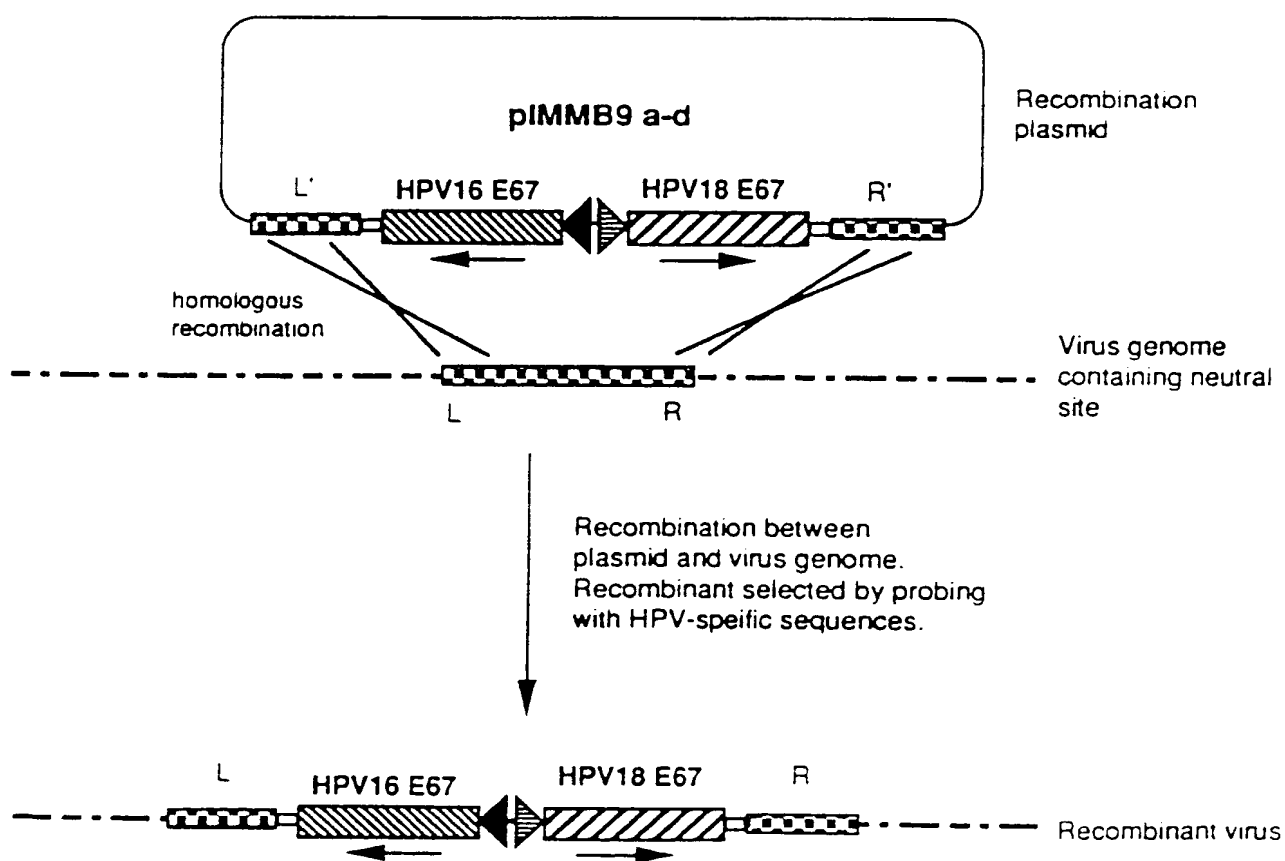 pIMMB9 a-d
Recombination
plasmid
L'
HPV16 E67
HPV18 E67
R'
homologous
recombination
Virus genome
containing neutral
site
L
R
Recombination between
plasmid and virus genome.
Recombinant selected by probing
with HPV-speific sequences.
L
HPV16 E67
HPV18 E67
R
Recombinant virus